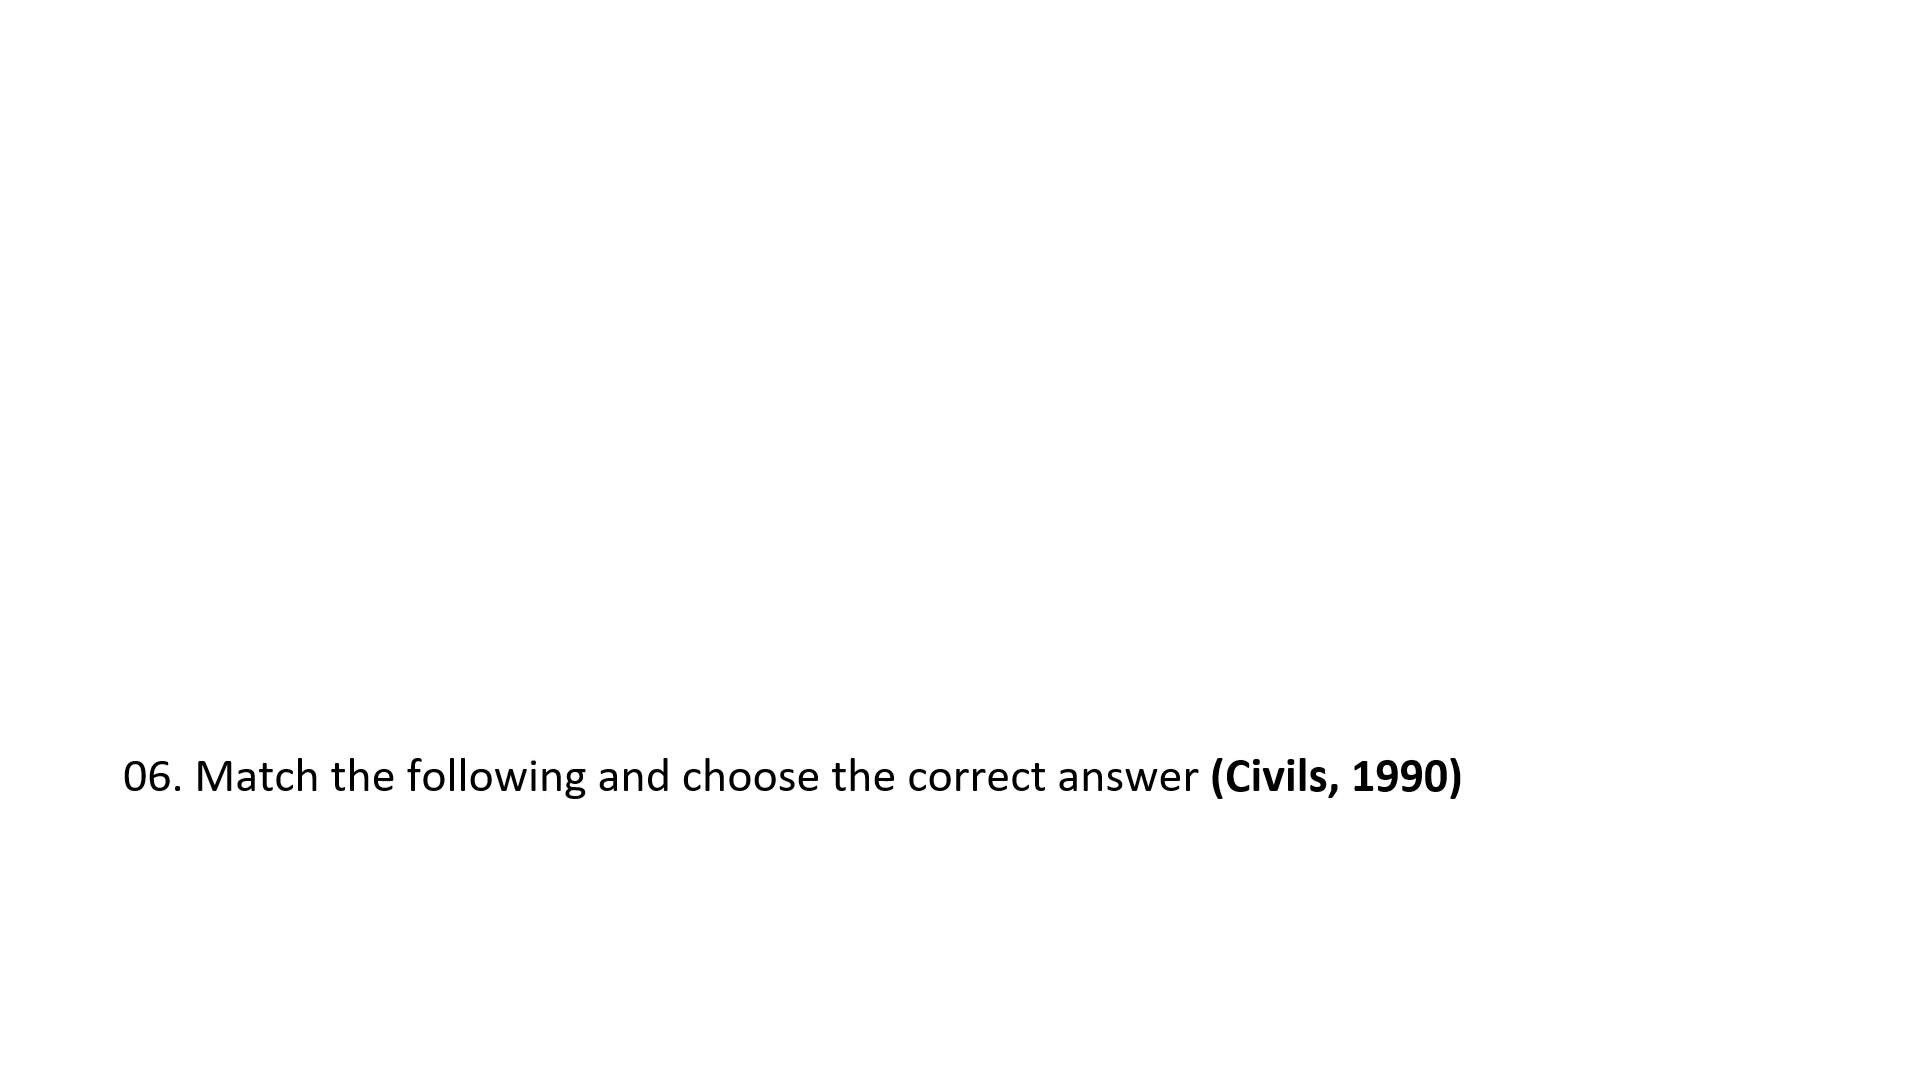 06. Match the following and choose the correct answer (Civils, 1990)